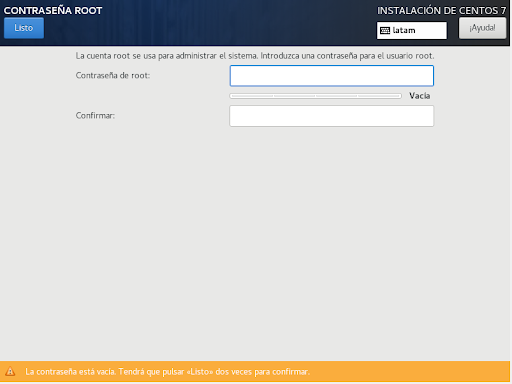 CONTRASEÑA ROOT
INSTALACIÓN DE CENTOS 7
Listo
latam
¡Ayuda!
La cuenta root se usa para administrar el sistema. Introduzca una contraseña para el usuario root.
Contraseña de root:
Vacía
Confirmar:
La contraseña está vacía. Tendrá que pulsar «Listo» dos veces para confirmar.